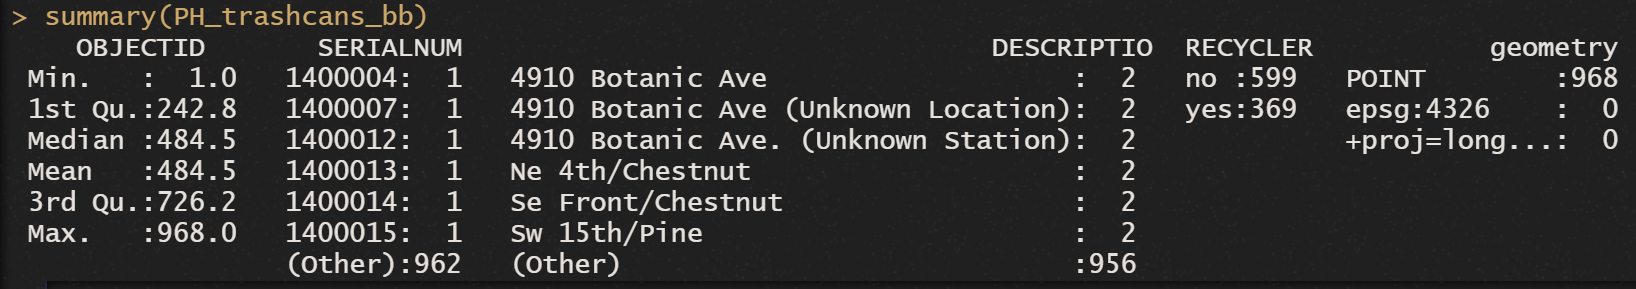 > summary(PH_trashcans_bb)
OBJECTID SERIALNUM DESCRIPTIO RECYCLER geometry
Min. : 1.0 1400004: 1 4910 Botanic Ave : 2 no :599 POINT :968
1st Qu.:242.8 1400007: 1 4910 Botanic Ave (Unknown Location): 2 yes:369 epsg:4326 : 0
Median :484.5 1400012: 1 4910 Botanic Ave. (Unknown Station): 2 +proj=long...: 0
Mean :484.5 1400013: 1 Ne 4th/Chestnut : 2
3rd Qu.:726.2 1400014: 1 Se Front/Chestnut : 2
Max. :968.0 1400015: 1 Sw 15th/Pine : 2
(Other):962 (Other) :956